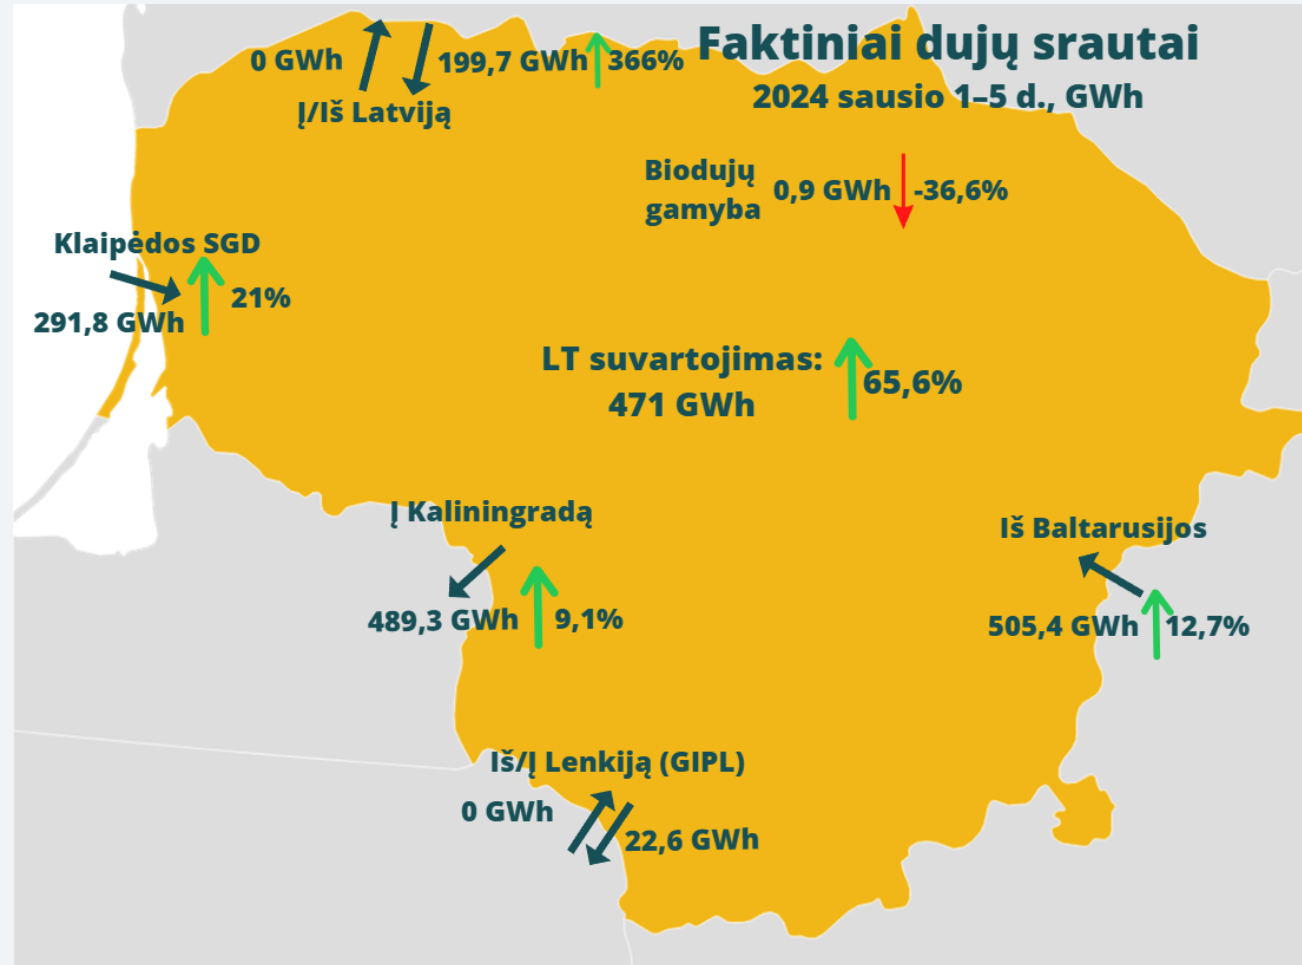 Faktiniai dujų srautai
2024 sausio 1–5 d., GWh
0 GWh
199,7 GWh
366%
Į/Iš Latviją
Biodujų
gamyba
0,9 GWh
-36,6%
Klaipėdos SGD
21%
291,8 GWh
LT suvartojimas:
471 GWh
65,6%
Į Kaliningradą
489,3 GWh
9,1%
Iš Baltarusijos
505,4 GWh
12,7%
Iš/Į Lenkiją (GIPL)
0 GWh
22,6 GWh